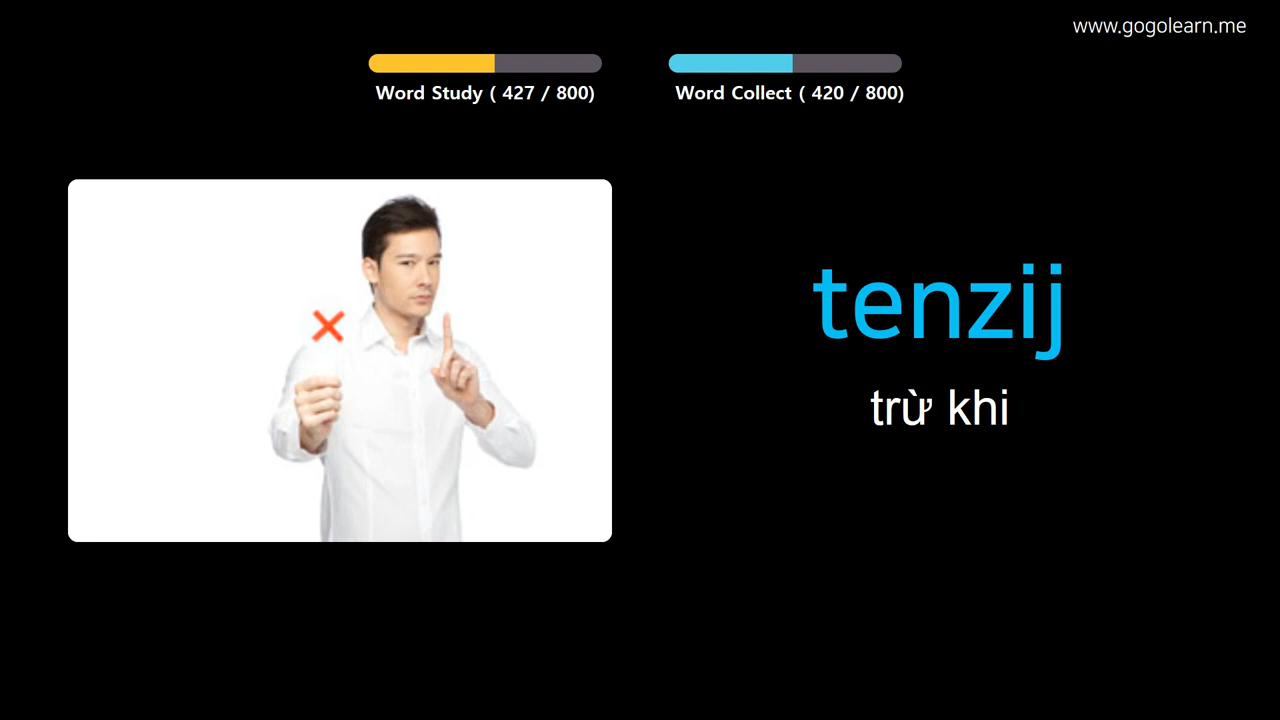 www.gogolearn.me
Word Study ( 427 / 800)
Word Collect ( 420 / 800)
tenzij
trừ khi